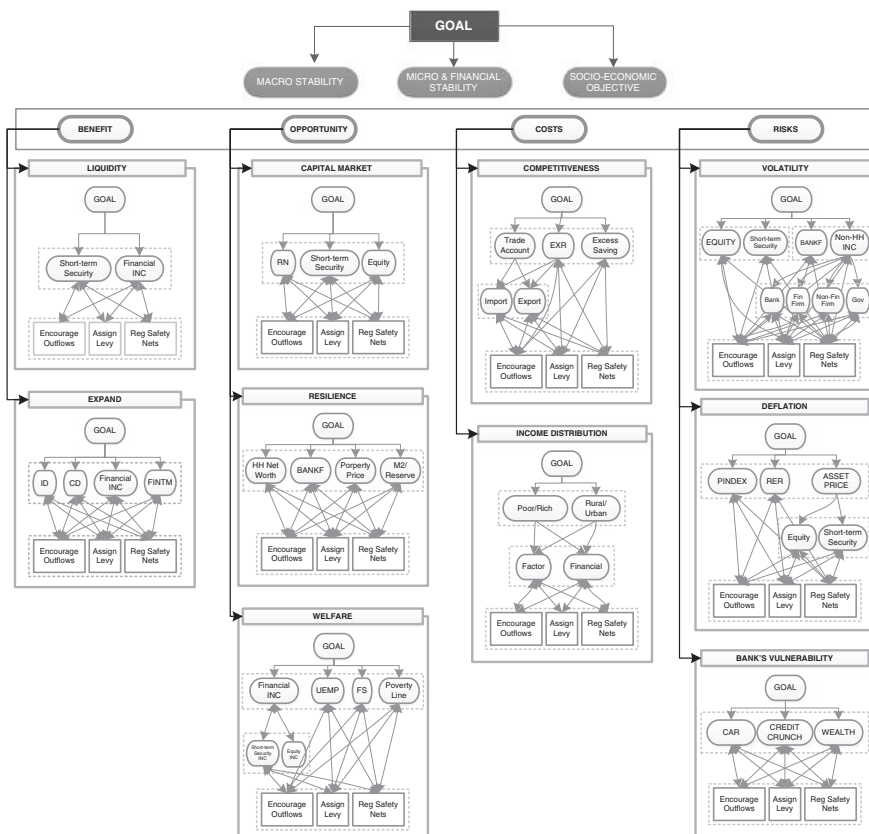 GOAL
MACRO STABILITY
MICRO & FINANCIAL
STABILITY
SOCIO-ECONOMIC
OBJECTIVE
BENEFIT
OPPORTUNITY
COSTS
RISKS
LIQUIDITY
GOAL
Short-term
Secuirty
Financial
INC
Encourage
Outflows
Assign
Levy
Reg Safety
Nets
EXPAND
GOAL
ID
CD
Financial
INC
FINTM
Encourage
Outflows
Assign
Levy
Reg Safety
Nets
CAPITAL MARKET
GOAL
RN
Short-term
Security
Equity
Encourage
Outflows
Assign
Levy
Reg Safety
Nets
RESILIENCE
GOAL
HH Net
Worth
BANKF
Porperty
Price
M2/
Reserve
Encourage
Outflows
Assign
Levy
Reg Safety
Nets
WELFARE
GOAL
Financial
INC
UEMP
FS
Poverty
Line
Short-term
Security
INC
Equity
INC
Encourage
Outflows
Assign
Levy
Reg Safety
Nets
COMPETITIVENESS
GOAL
Trade
Account
EXR
Excess
Saving
Import
Export
Encourage
Outflows
Assign
Levy
Reg Safety
Nets
INCOME DISTRIBUTION
GOAL
Poor/Rich
Rural/
Urban
Factor
Financial
Encourage
Outflows
Assign
Levy
Reg Safety
Nets
VOLATILITY
GOAL
EQUITY
Short-term
Security
BANKF
Non-HH
INC
Bank
Fin
Firm
Non-Fin
Firm
Gov
Encourage
Outflows
Assign
Levy
Reg Safety
Nets
DEFLATION
GOAL
PINDEX
RER
ASSET
PRICE
Equity
Short-term
Security
Encourage
Outflows
Assign
Levy
Reg Safety
Nets
BANK'S VULNERABILITY
GOAL
CAR
CREDIT
CRUNCH
WEALTH
Encourage
Outflows
Assign
Levy
Reg Safety
Nets